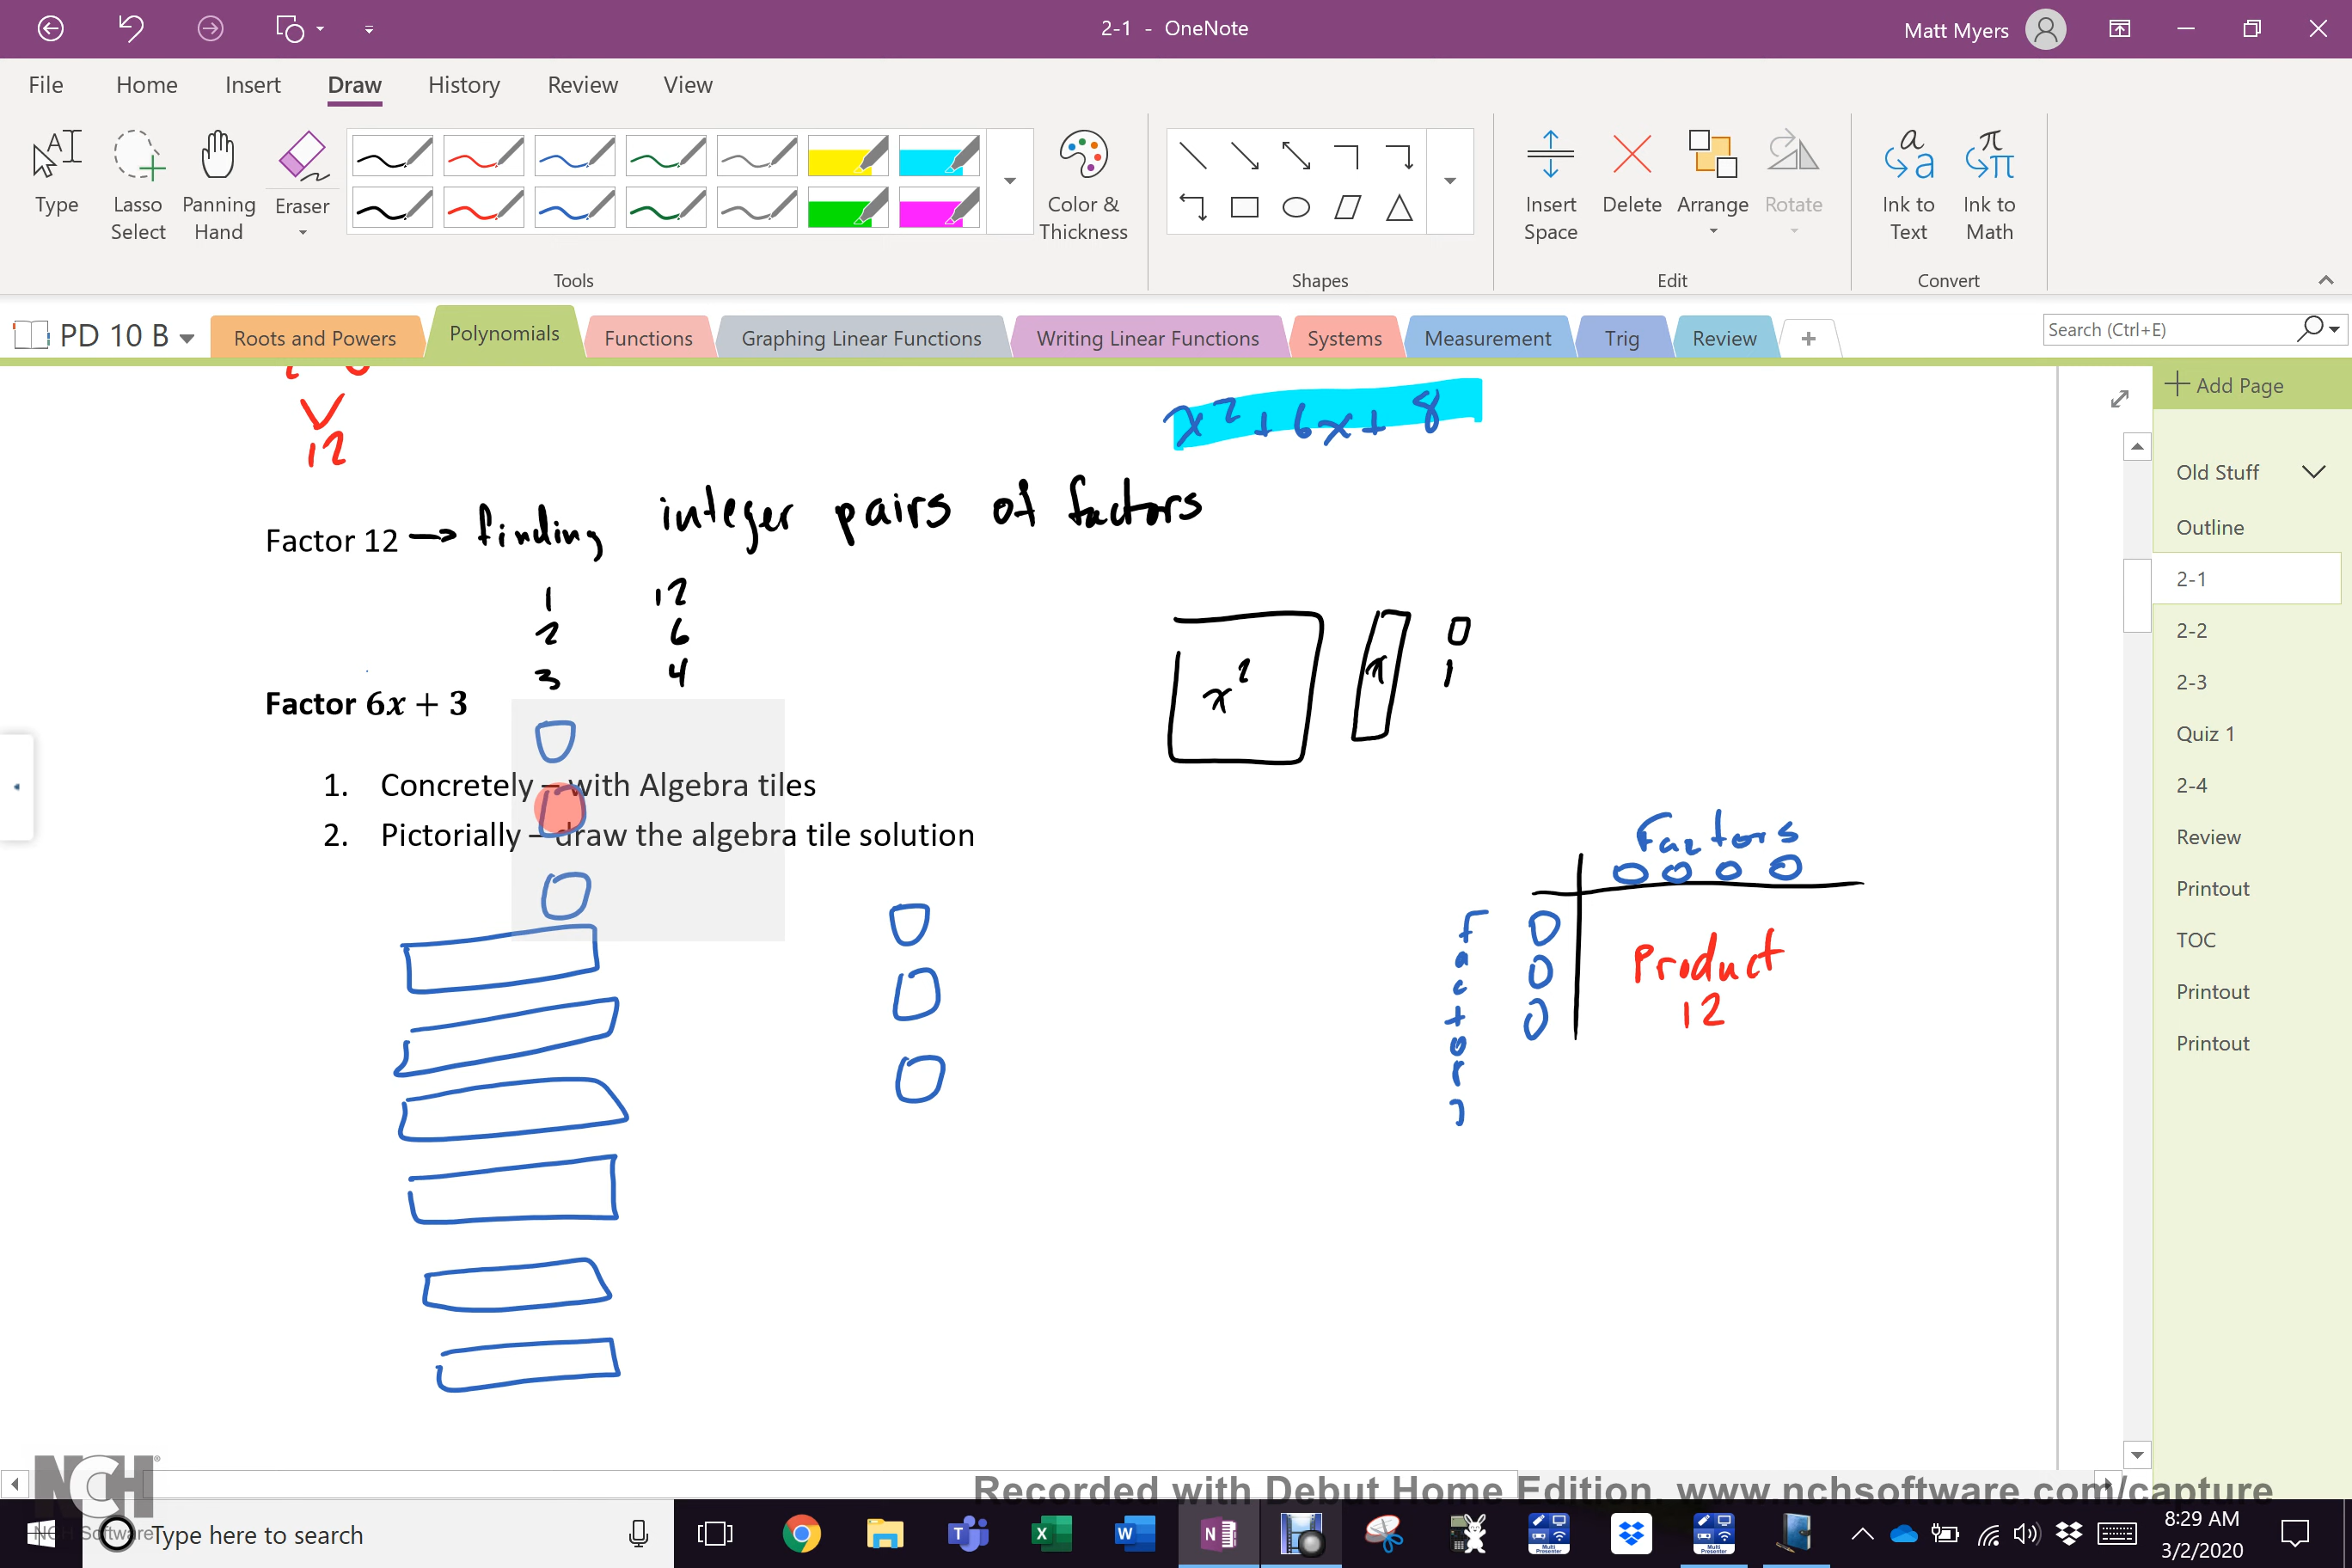 2-1 - OneNote
Matt Myers
File Home Insert Draw History Review View
Type
Lasso Select
Panning Hand
Eraser
Color & Thickness
Insert Space
Delete
Arrange
Rotate
Ink to Text
Ink to Math
Tools
Shapes
Edit
Convert
PD 10 B
Roots and Powers
Polynomials
Functions
Graphing Linear Functions
Writing Linear Functions
Systems
Measurement
Trig
Review
Search (Ctrl+E)
Add Page
Old Stuff
Outline
2-1
2-2
2-3
Quiz 1
2-4
Review
Printout
TOC
Printout
Printout
12
x² + 6x + 8
Factor 12 → finding integer pairs of factors
1 12
2 6
3 4
x² x 1
Factor 6x + 3
1. Concretely – with Algebra tiles
2. Pictorially – draw the algebra tile solution
Factors
Factors
Product
12
NCH®
NCH Software
Recorded with Debut Home Edition. www.nchsoftware.com/capture
Type here to search
8:29 AM
3/2/2020